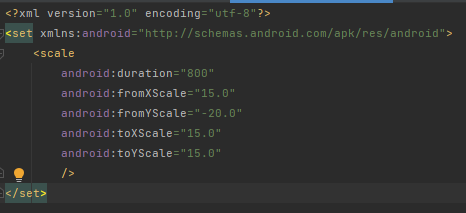 <?xml version="1.0" encoding="utf-8"?>
<set xmlns:android="http://schemas.android.com/apk/res/android">
    <scale
        android:duration="800"
        android:fromXScale="15.0"
        android:fromYScale="-20.0"
        android:toXScale="15.0"
        android:toYScale="15.0"
        />
</set>